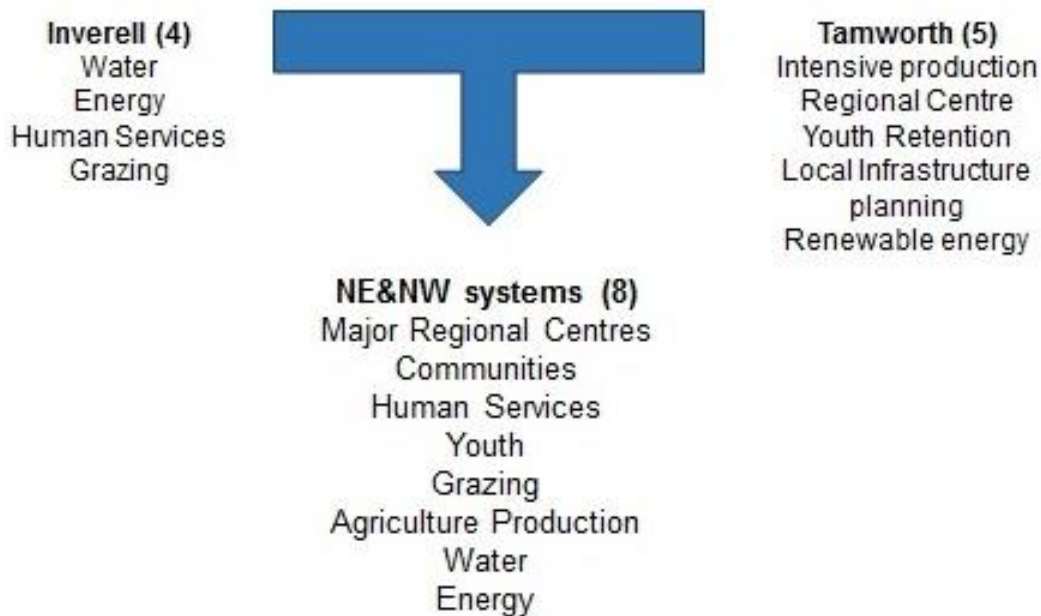 Inverell (4)
Water
Energy
Human Services
Grazing
Tamworth (5)
Intensive production
Regional Centre
Youth Retention
Local Infrastructure
planning
Renewable energy
NE&NW systems (8)
Major Regional Centres
Communities
Human Services
Youth
Grazing
Agriculture Production
Water
Energy